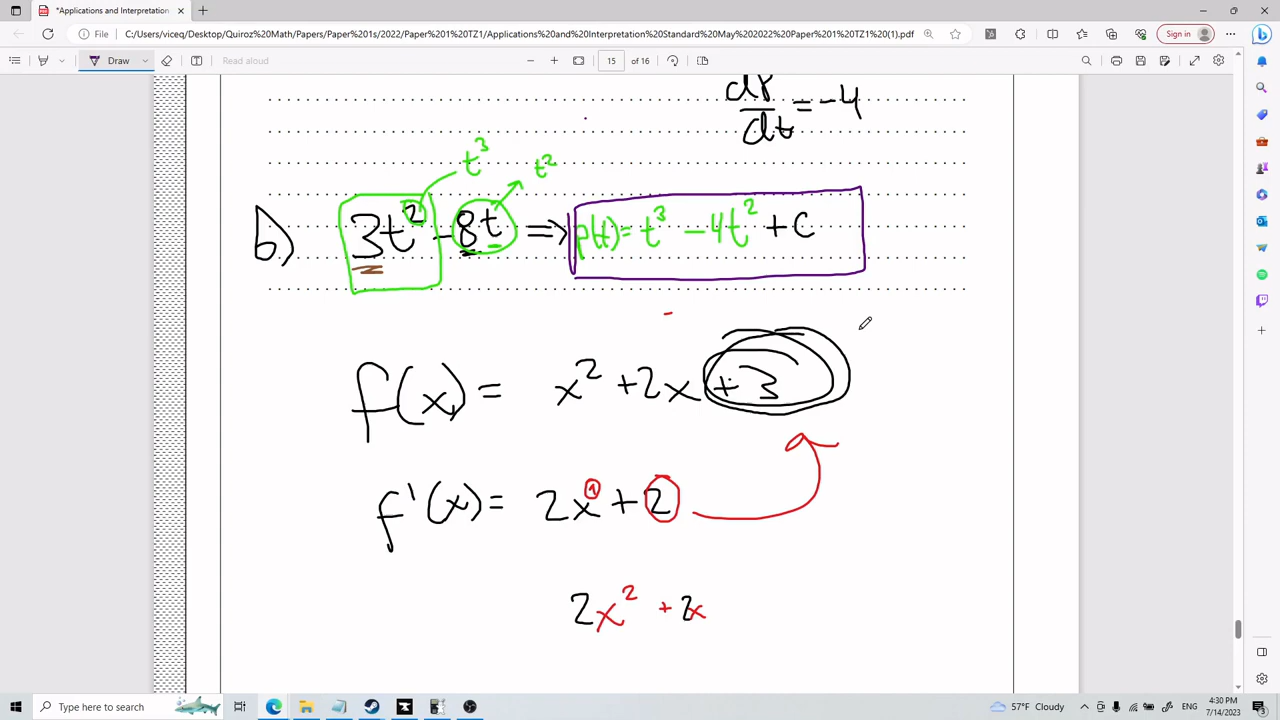 *Applications and Interpretation
File C:/Users/viceq/Quiroz%20Math/Papers/Paper%201s/2022/Paper%201%20TZ1/Applications%20and%20Interpretation%20Standard%20May%202022%20Paper%201%20TZ1%20(1).pdf
Sign in
Draw Read aloud 15 of 16
dP/dt = -4
t³ t²
b) 3t² - 8t => p(t) = t³ - 4t² + C
f(x) = x² + 2x + 3
f'(x) = 2x¹ + 2
2x² + 2x
Type here to search 57°F Cloudy ENG 4:30 PM
7/14/2023